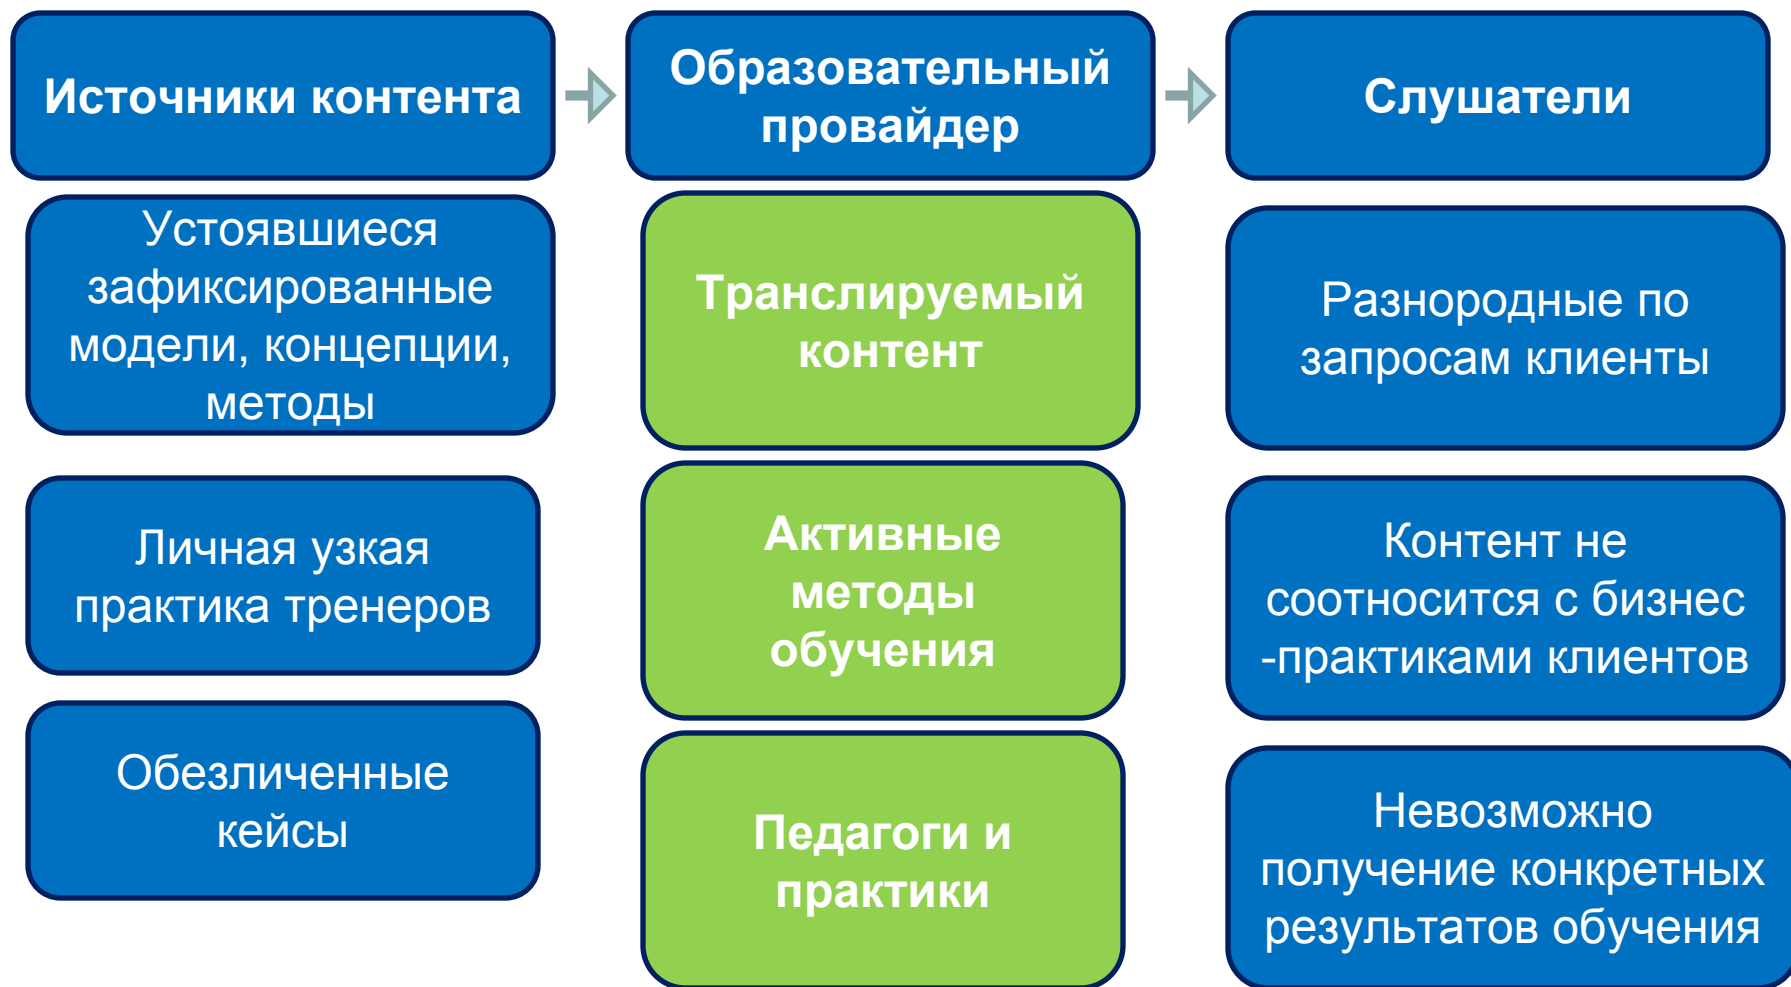 Источники контента
Образовательный
провайдер
Слушатели
Устоявшиеся
зафиксированные
модели, концепции,
методы
Транслируемый
контент
Разнородные по
запросам клиенты
Личная узкая
практика тренеров
Активные
методы
обучения
Контент не
соотносится с бизнес
-практиками клиентов
Обезличенные
кейсы
Педагоги и
практики
Невозможно
получение конкретных
результатов обучения